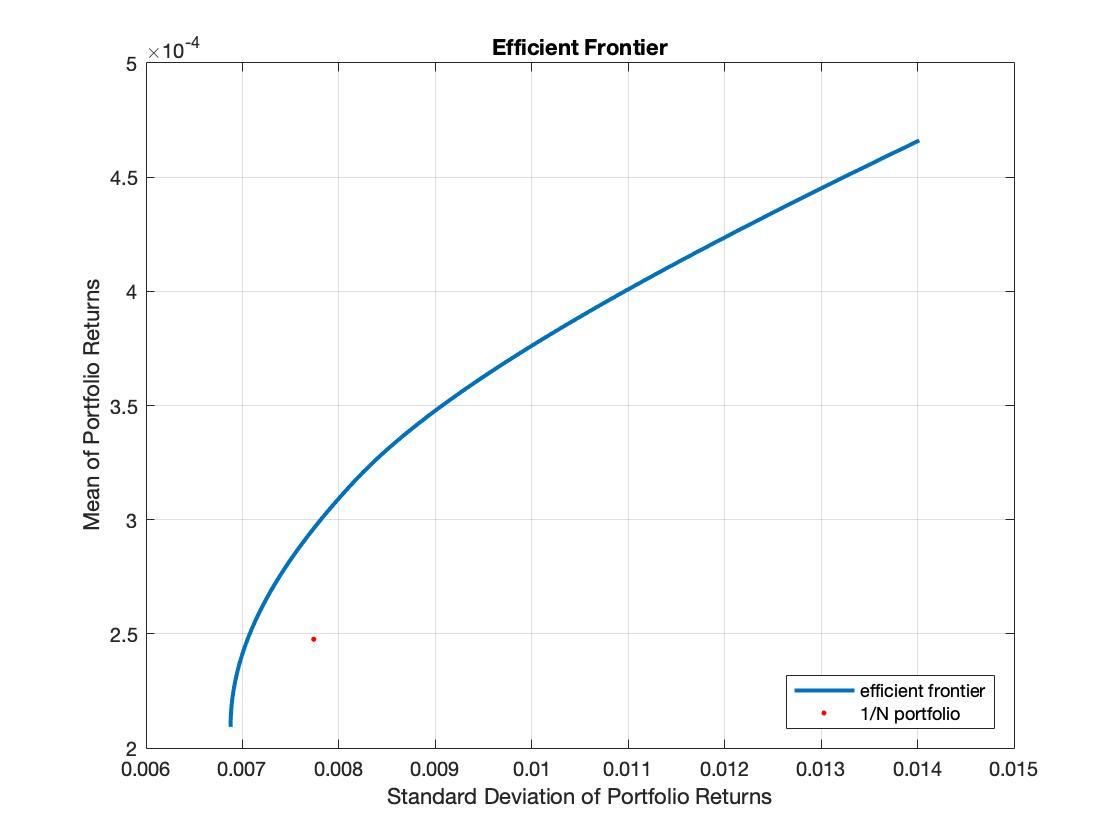 Efficient Frontier
×10-4
5
4.5
4
3.5
3
2.5
2
Mean of Portfolio Returns
efficient frontier
1/N portfolio
0.006 0.007 0.008 0.009 0.01 0.011 0.012 0.013 0.014 0.015
Standard Deviation of Portfolio Returns